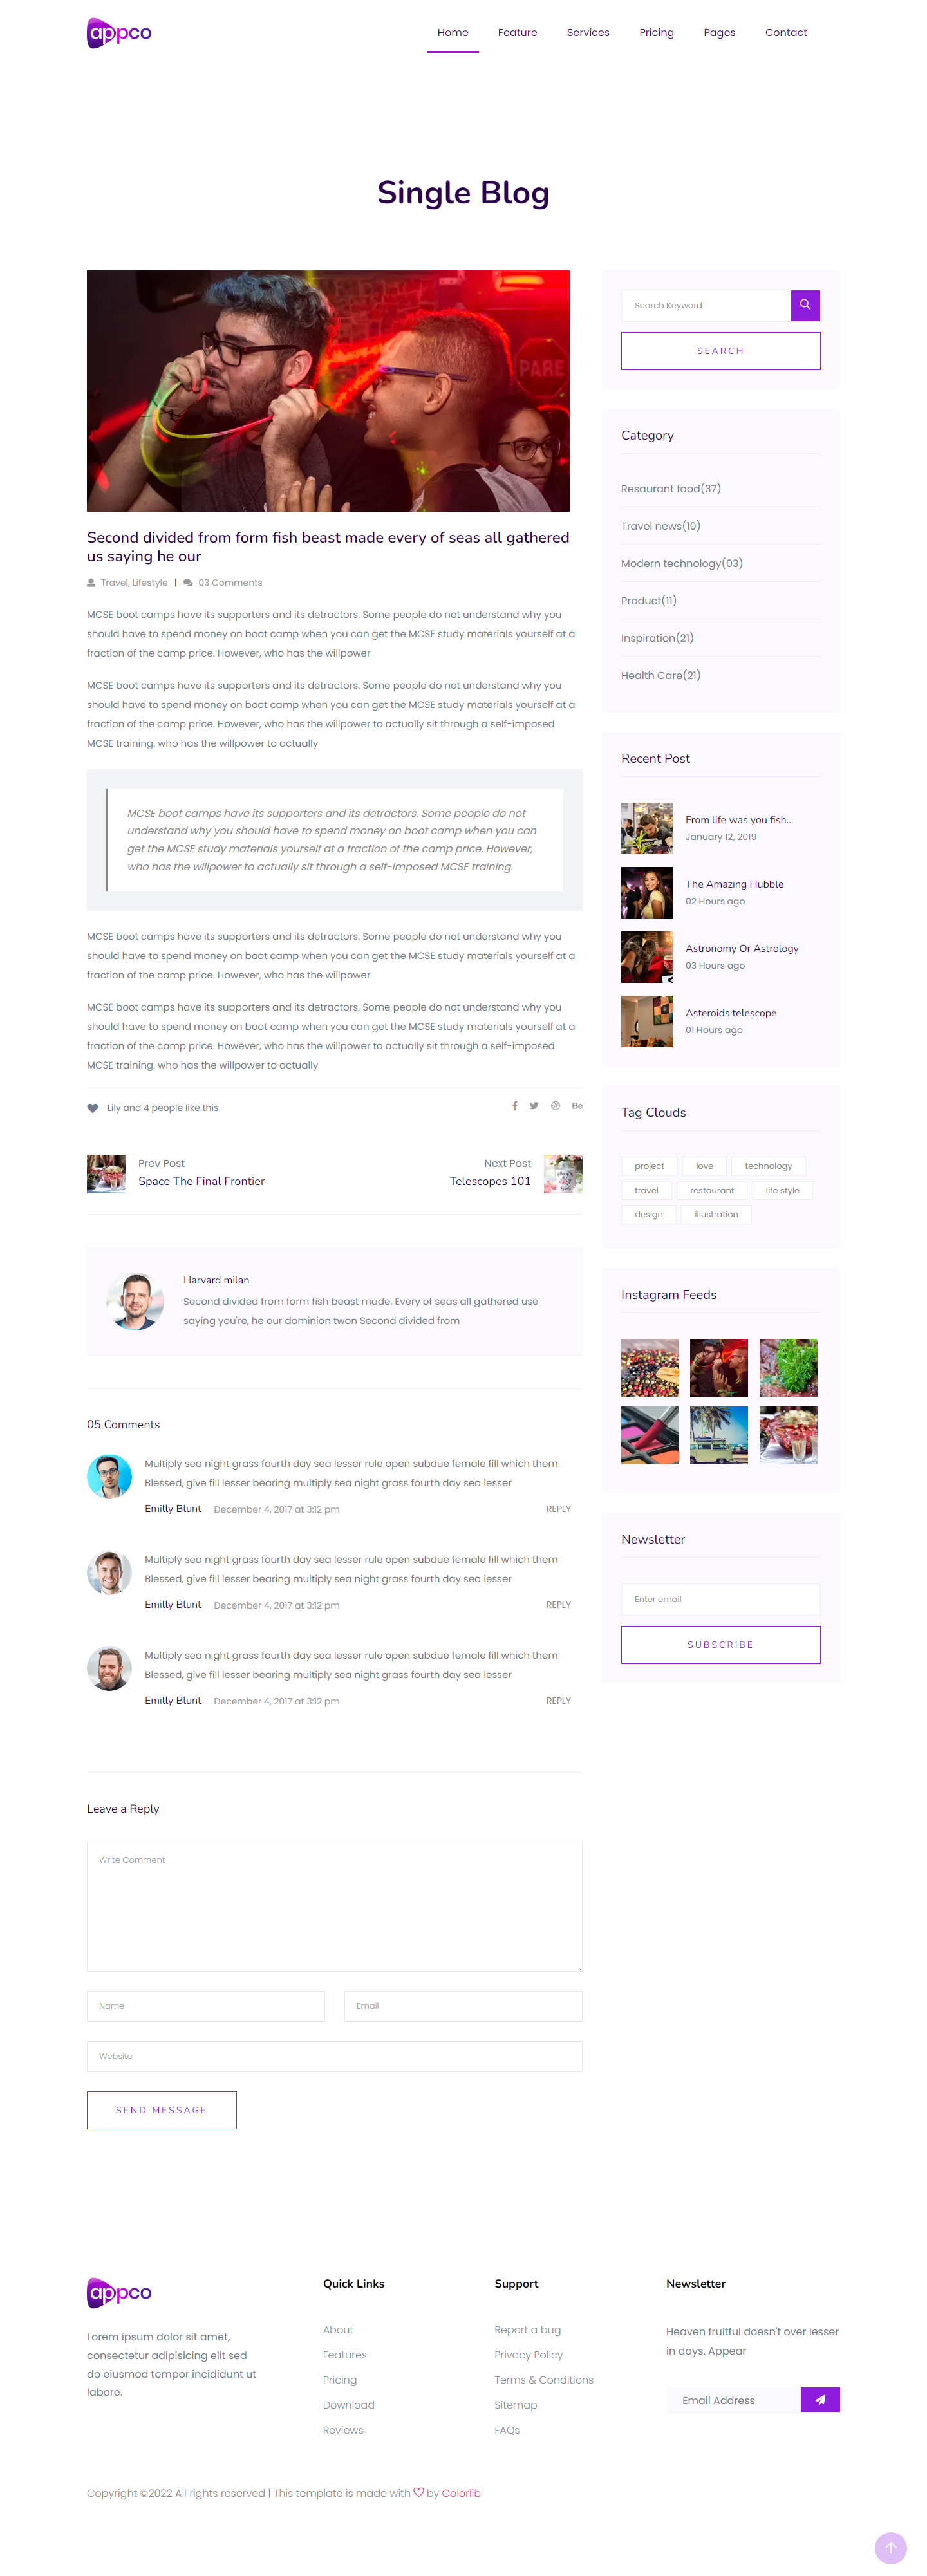 appco
Home
Feature
Services
Pricing
Pages
Contact
Single Blog
PARE
Second divided from form fish beast made every of seas all gathered
us saying he our
Travel, Lifestyle | 03 Comments
MCSE boot camps have its supporters and its detractors. Some people do not understand why you
should have to spend money on boot camp when you can get the MCSE study materials yourself at a
fraction of the camp price. However, who has the willpower
MCSE boot camps have its supporters and its detractors. Some people do not understand why you
should have to spend money on boot camp when you can get the MCSE study materials yourself at a
fraction of the camp price. However, who has the willpower to actually sit through a self-imposed
MCSE training. who has the willpower to actually
MCSE boot camps have its supporters and its detractors. Some people do not
understand why you should have to spend money on boot camp when you can
get the MCSE study materials yourself at a fraction of the camp price. However,
who has the willpower to actually sit through a self-imposed MCSE training.
MCSE boot camps have its supporters and its detractors. Some people do not understand why you
should have to spend money on boot camp when you can get the MCSE study materials yourself at a
fraction of the camp price. However, who has the willpower
MCSE boot camps have its supporters and its detractors. Some people do not understand why you
should have to spend money on boot camp when you can get the MCSE study materials yourself at a
fraction of the camp price. However, who has the willpower to actually sit through a self-imposed
MCSE training. who has the willpower to actually
Lily and 4 people like this
Prev Post
Space The Final Frontier
Next Post
Telescopes 101
Harvard milan
Second divided from form fish beast made. Every of seas all gathered use
saying you're, he our dominion twon Second divided from
05 Comments
Multiply sea night grass fourth day sea lesser rule open subdue female fill which them
Blessed, give fill lesser bearing multiply sea night grass fourth day sea lesser
Emilly Blunt December 4, 2017 at 3:12 pm REPLY
Multiply sea night grass fourth day sea lesser rule open subdue female fill which them
Blessed, give fill lesser bearing multiply sea night grass fourth day sea lesser
Emilly Blunt December 4, 2017 at 3:12 pm REPLY
Multiply sea night grass fourth day sea lesser rule open subdue female fill which them
Blessed, give fill lesser bearing multiply sea night grass fourth day sea lesser
Emilly Blunt December 4, 2017 at 3:12 pm REPLY
Leave a Reply
Write Comment
Name
Email
Website
SEND MESSAGE
Search Keyword
SEARCH
Category
Resaurant food(37)
Travel news(10)
Modern technology(03)
Product(11)
Inspiration(21)
Health Care(21)
Recent Post
From life was you fish...
January 12, 2019
The Amazing Hubble
02 Hours ago
Astronomy Or Astrology
03 Hours ago
Asteroids telescope
01 Hours ago
Tag Clouds
project love technology
travel restaurant life style
design illustration
Instagram Feeds
Newsletter
Enter email
SUBSCRIBE
appco
Lorem ipsum dolor sit amet,
consectetur adipisicing elit sed
do eiusmod tempor incididunt ut
labore.
Quick Links
About
Features
Pricing
Download
Reviews
Support
Report a bug
Privacy Policy
Terms & Conditions
Sitemap
FAQs
Newsletter
Heaven fruitful doesn't over lesser
in days. Appear
Email Address
Copyright ©2022 All rights reserved | This template is made with ♡ by Colorlib